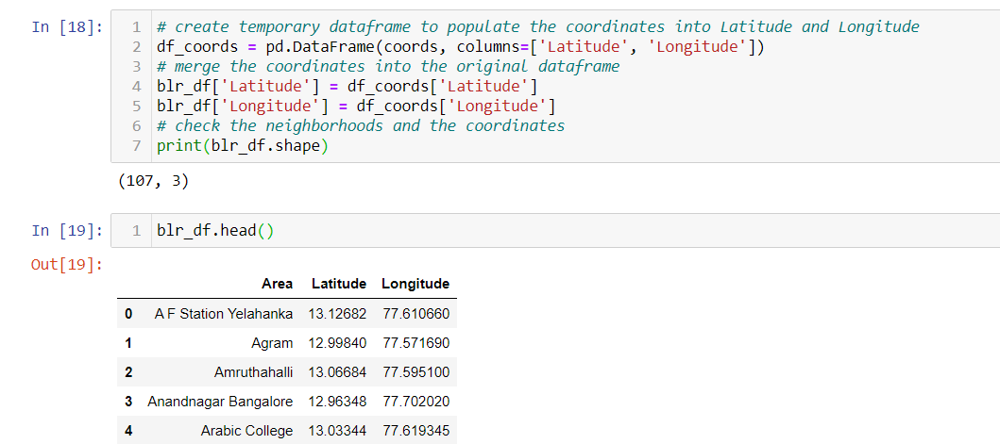 In [18]:
1 # create temporary dataframe to populate the coordinates into Latitude and Longitude
2 df_coords = pd.DataFrame(coords, columns=['Latitude', 'Longitude'])
3 # merge the coordinates into the original dataframe
4 blr_df['Latitude'] = df_coords['Latitude']
5 blr_df['Longitude'] = df_coords['Longitude']
6 # check the neighborhoods and the coordinates
7 print(blr_df.shape)
(107, 3)
In [19]:
1 blr_df.head()
Out[19]:
Area Latitude Longitude
0 A F Station Yelahanka 13.12682 77.610660
1 Agram 12.99840 77.571690
2 Amruthahalli 13.06684 77.595100
3 Anandnagar Bangalore 12.96348 77.702020
4 Arabic College 13.03344 77.619345